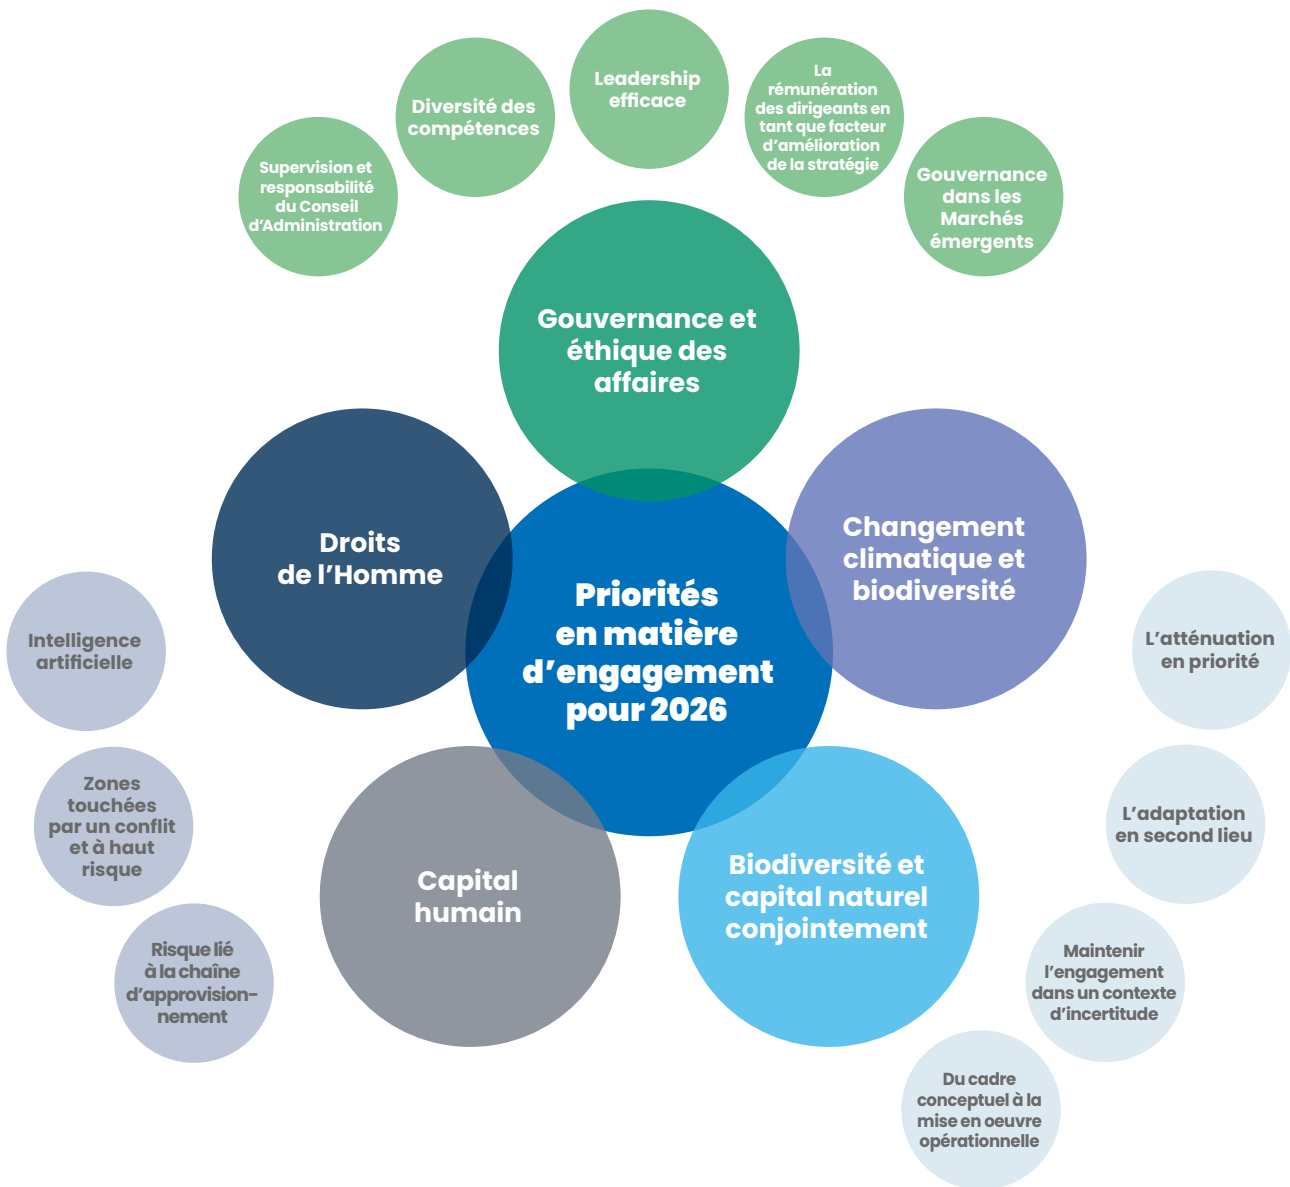 Leadership
efficace
Diversité des
compétences
La
rémunération
des dirigeants en
tant que facteur
d’amélioration
de la stratégie
Supervision et
responsabilité
du Conseil
d’Administration
Gouvernance
dans les
Marchés
émergents
Gouvernance et
éthique des
affaires
Droits
de l’Homme
Changement
climatique et
biodiversité
Priorités
en matière
d’engagement
pour 2026
Intelligence
artificielle
L’atténuation
en priorité
Zones
touchées
par un conflit
et à haut
risque
L’adaptation
en second lieu
Capital
humain
Biodiversité et
capital naturel
conjointement
Risque lié
à la chaîne
d’approvision-
nement
Maintenir
l’engagement
dans un contexte
d’incertitude
Du cadre
conceptuel à la
mise en oeuvre
opérationnelle